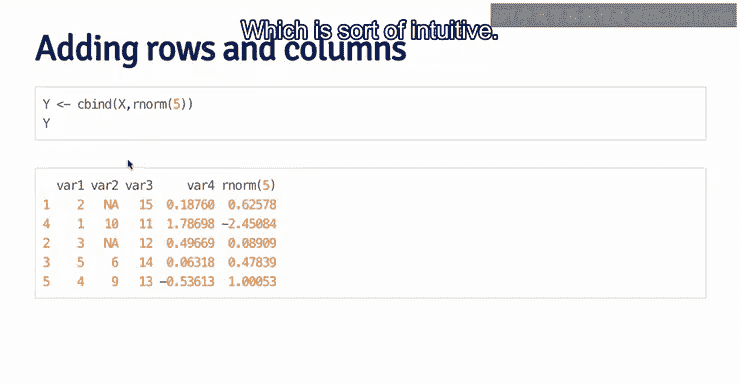 Which is sort of intuitive.
Adding rows and columns
Y <- cbind(X,rnorm(5))
Y
var1 var2 var3 var4 rnorm(5)
1 2 NA 15 0.18760 0.62578
4 1 10 11 1.78698 -2.45084
2 3 NA 12 0.49669 0.08909
3 5 6 14 0.06318 0.47839
5 4 9 13 -0.53613 1.00053